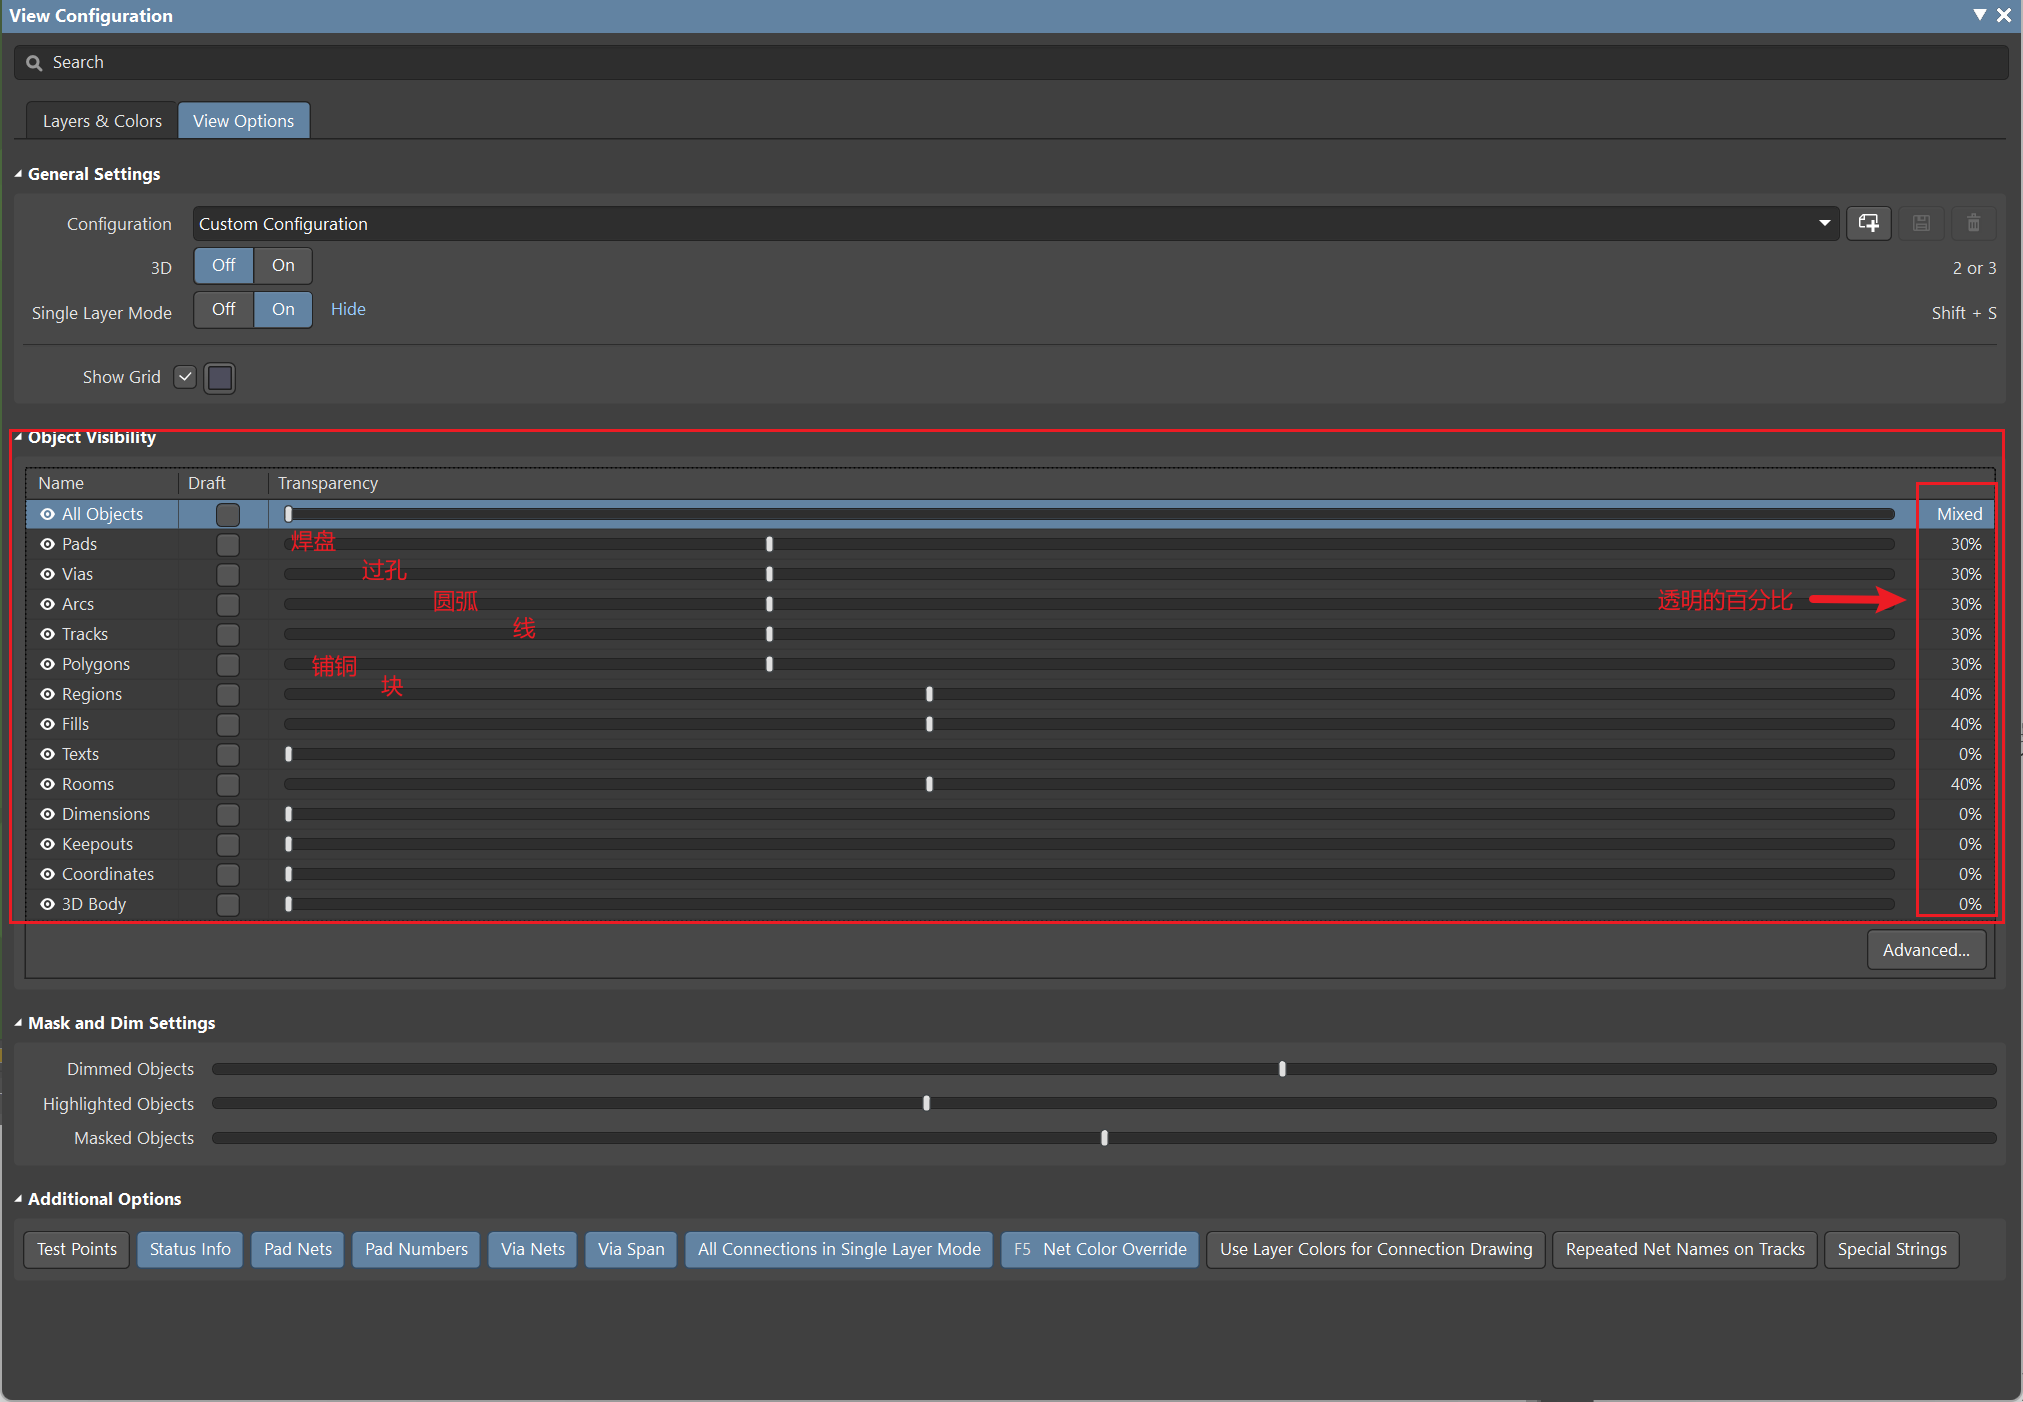 View Configuration
Search
Layers & Colors View Options
General Settings
Configuration Custom Configuration
3D Off On 2 or 3
Single Layer Mode Off On Hide Shift + S
Show Grid
Object Visibility
Name Draft Transparency
All Objects Mixed
Pads 焊盘 30%
Vias 过孔 30%
Arcs 圆弧 透明的百分比 30%
Tracks 线 30%
Polygons 铺铜 30%
Regions 块 40%
Fills 40%
Texts 0%
Rooms 40%
Dimensions 0%
Keepouts 0%
Coordinates 0%
3D Body 0%
Advanced...
Mask and Dim Settings
Dimmed Objects
Highlighted Objects
Masked Objects
Additional Options
Test Points Status Info Pad Nets Pad Numbers Via Nets Via Span All Connections in Single Layer Mode F5 Net Color Override Use Layer Colors for Connection Drawing Repeated Net Names on Tracks Special Strings